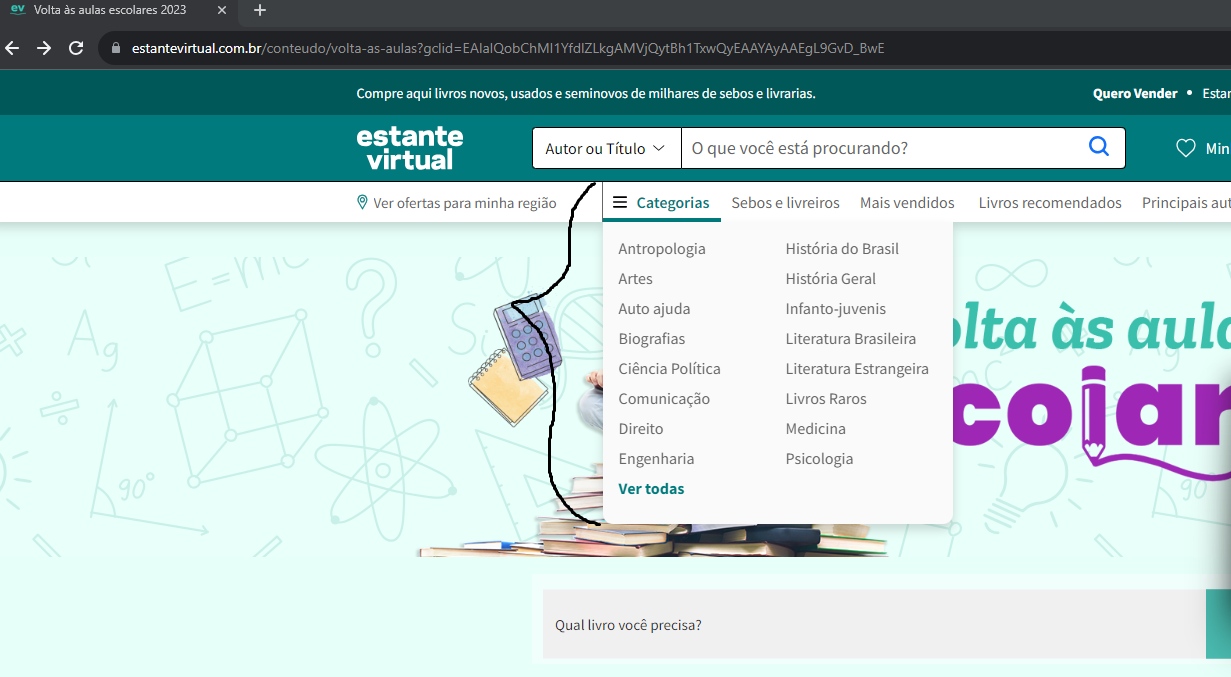 ev Volta às aulas escolares 2023
estantevirtual.com.br/conteudo/volta-as-aulas?gclid=EAIaIQobChMI1YfdlZLkgAMVjQytBh1TxwQyEAAYAyAAEgL9GvD_BwE
Compre aqui livros novos, usados e seminovos de milhares de sebos e livrarias.
Quero Vender • Estan
estante
virtual
Autor ou Título
O que você está procurando?
Min
Ver ofertas para minha região
Categorias
Sebos e livreiros
Mais vendidos
Livros recomendados
Principais aut
Antropologia
Artes
Auto ajuda
Biografias
Ciência Política
Comunicação
Direito
Engenharia
Ver todas
História do Brasil
História Geral
Infanto-juvenis
Literatura Brasileira
Literatura Estrangeira
Livros Raros
Medicina
Psicologia
E=mc
Ag
Si
90°
olta às aula
colar
Ag
C
90
Qual livro você precisa?